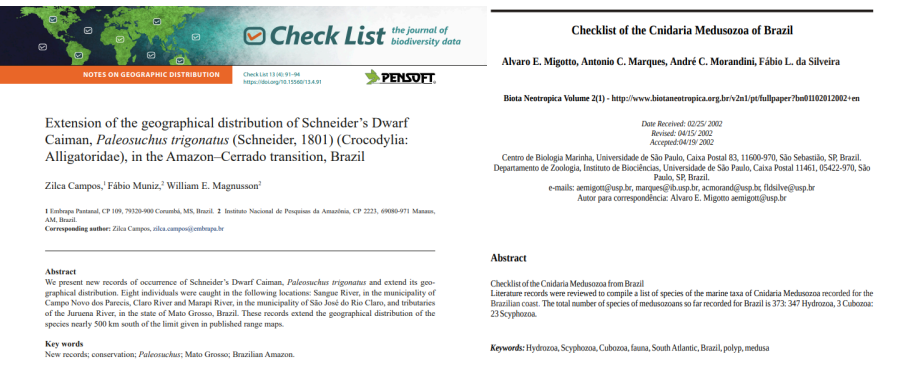 Check List the journal of
biodiversity data
NOTES ON GEOGRAPHIC DISTRIBUTION
Check List 13 (4): 91–94
https://doi.org/10.15560/13.4.91
PENSOFT.
Extension of the geographical distribution of Schneider’s Dwarf
Caiman, Paleosuchus trigonatus (Schneider, 1801) (Crocodylia:
Alligatoridae), in the Amazon–Cerrado transition, Brazil
Zilca Campos,1 Fábio Muniz,2 William E. Magnusson2
1 Embrapa Pantanal, CP 109, 79320-900 Corumbá, MS, Brazil. 2 Instituto Nacional de Pesquisas da Amazônia, CP 2223, 69080-971 Manaus,
AM, Brazil.
Corresponding author: Zilca Campos, zilca.campos@embrapa.br
Abstract
We present new records of occurrence of Schneider’s Dwarf Caiman, Paleosuchus trigonatus and extend its geo-
graphical distribution. Eight individuals were caught in the following locations: Sangue River, in the municipality of
Campo Novo dos Parecis, Claro River and Marapi River, in the municipality of São José do Rio Claro, and tributaries
of the Juruena River, in the state of Mato Grosso, Brazil. These records extend the geographical distribution of the
species nearly 500 km south of the limit given in published range maps.
Key words
New records; conservation; Paleosuchus; Mato Grosso; Brazilian Amazon.
Checklist of the Cnidaria Medusozoa of Brazil
Alvaro E. Migotto, Antonio C. Marques, André C. Morandini, Fábio L. da Silveira
Biota Neotropica Volume 2(1) - http://www.biotaneotropica.org.br/v2n1/pt/fullpaper?bn01102012002+en
Date Received: 02/25/ 2002
Revised: 04/15/ 2002
Accepted:04/19/ 2002
Centro de Biologia Marinha, Universidade de São Paulo, Caixa Postal 83, 11600-970, São Sebastião, SP, Brazil.
Departamento de Zoologia, Instituto de Biociências, Universidade de São Paulo, Caixa Postal 11461, 05422-970, São
Paulo, SP, Brazil.
e-mails: aemigott@usp.br, marques@ib.usp.br, acmorand@usp.br, fldsilve@usp.br
Autor para correspondência: Alvaro E. Migotto aemigott@usp.br
Abstract
Checklist of the Cnidaria Medusozoa from Brazil
Literature records were reviewed to compile a list of species of the marine taxa of Cnidaria Medusozoa recorded for the
Brazilian coast. The total number of species of medusozoans so far recorded for Brazil is 373: 347 Hydrozoa, 3 Cubozoa:
23 Scyphozoa.
Keywords: Hydrozoa, Scyphozoa, Cubozoa, fauna, South Atlantic, Brazil, polyp, medusa